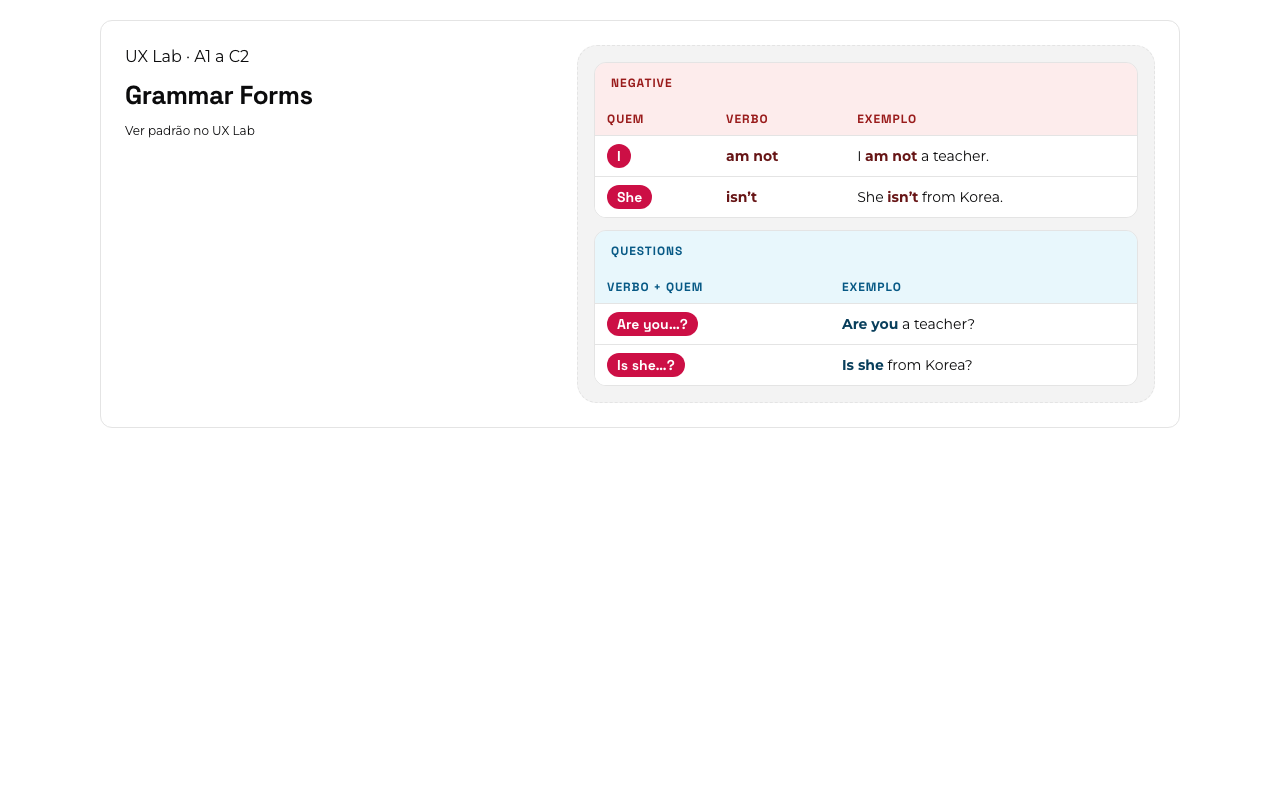 UX Lab · A1 a C2
Grammar Forms
Ver padrão no UX Lab
NEGATIVE
QUEM VERBO EXEMPLO
I am not I am not a teacher.
She isn’t She isn’t from Korea.
QUESTIONS
VERBO + QUEM EXEMPLO
Are you…? Are you a teacher?
Is she…? Is she from Korea?